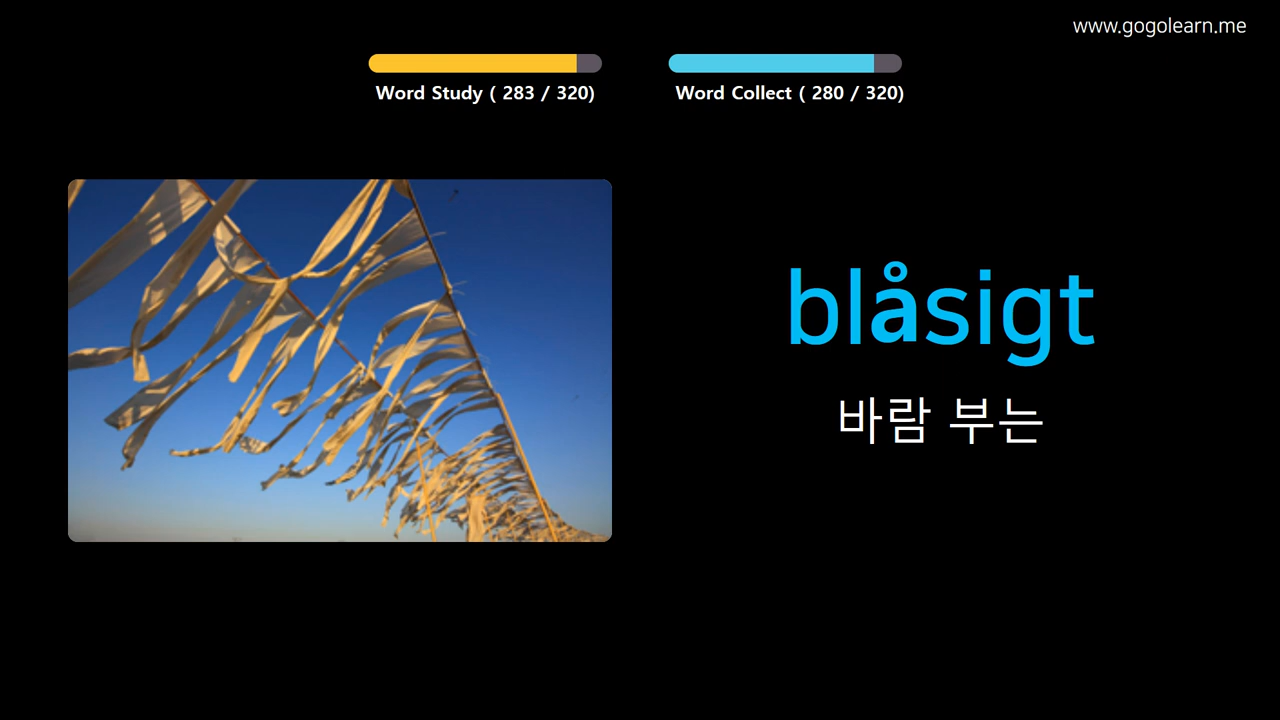 www.gogolearn.me
Word Study ( 283 / 320)
Word Collect ( 280 / 320)
blåsigt
바람 부는